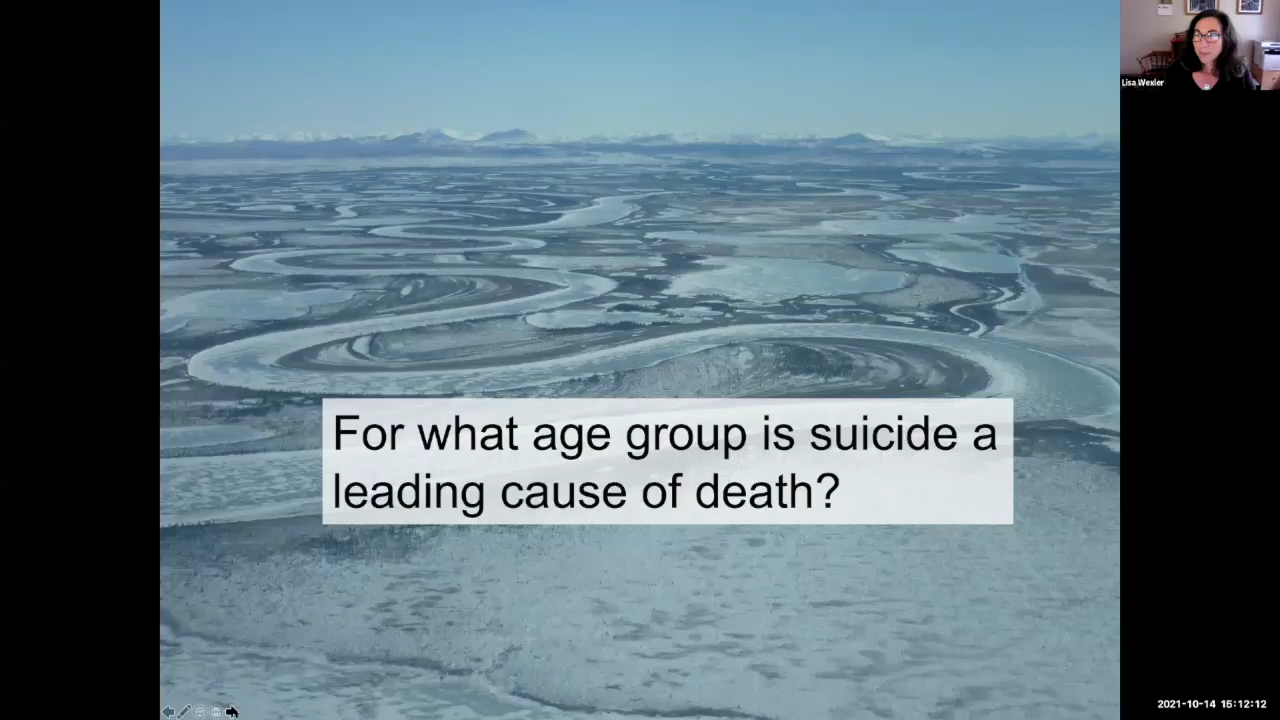 Lisa Wexler
For what age group is suicide a
leading cause of death?
2021-10-14 15:12:12